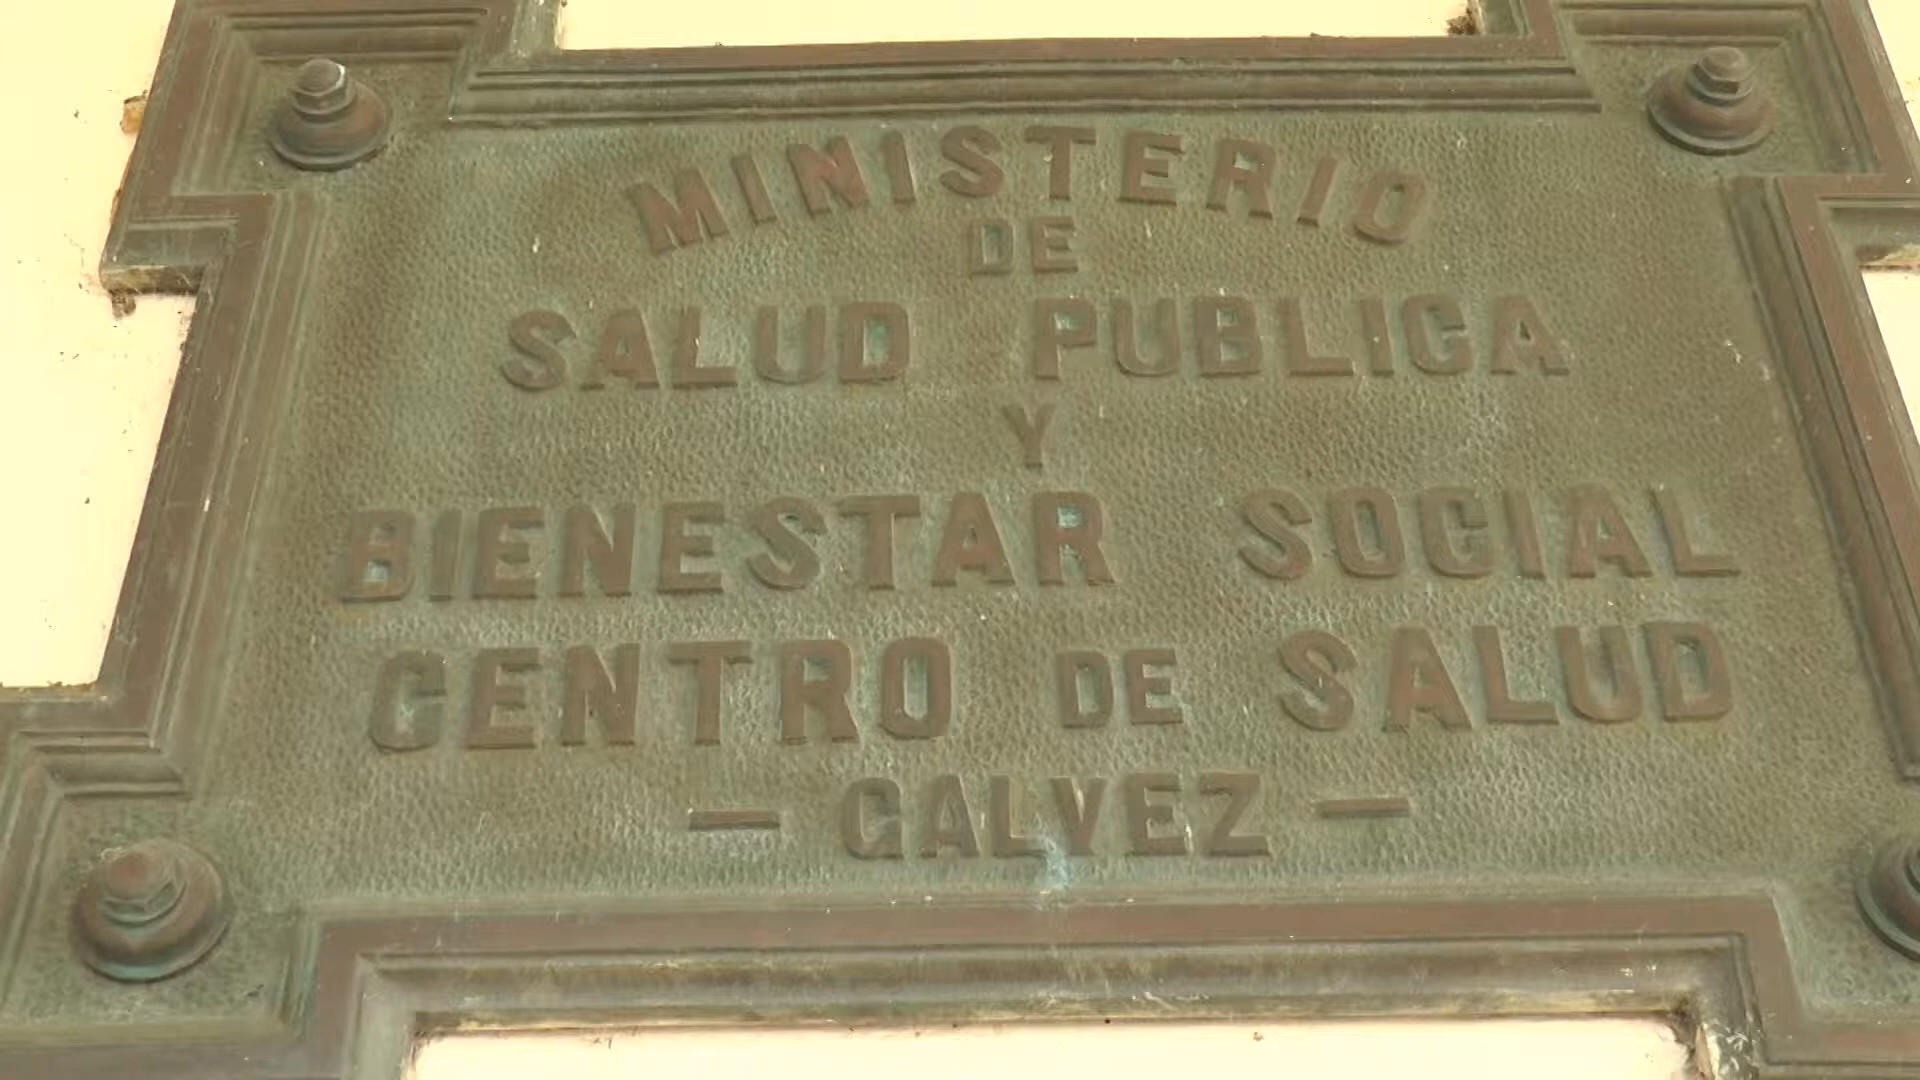 MINISTERIO
DE
SALUD PUBLICA
Y
BIENESTAR SOCIAL
CENTRO DE SALUD
— GALVEZ —